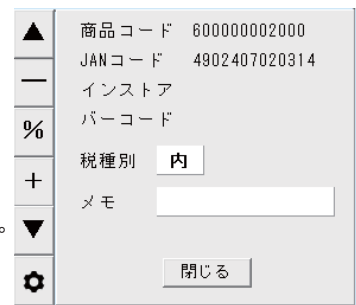 商品コード 600000002000
JANコード 4902407020314
インストア
バーコード
税種別 内
メモ
。
閉じる
%